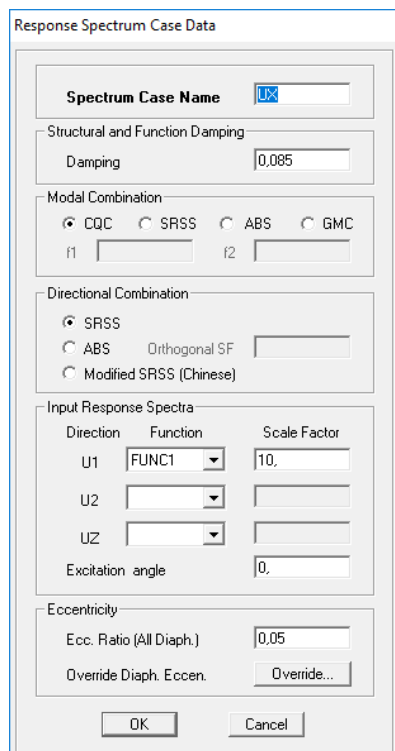 Response Spectrum Case Data
Spectrum Case Name UX
Structural and Function Damping
Damping 0,085
Modal Combination
CQC SRSS ABS GMC
f1 f2
Directional Combination
SRSS
ABS Orthogonal SF
Modified SRSS (Chinese)
Input Response Spectra
Direction Function Scale Factor
U1 FUNC1 10,
U2
UZ
Excitation angle 0,
Eccentricity
Ecc. Ratio (All Diaph.) 0,05
Override Diaph. Eccen. Override...
OK Cancel